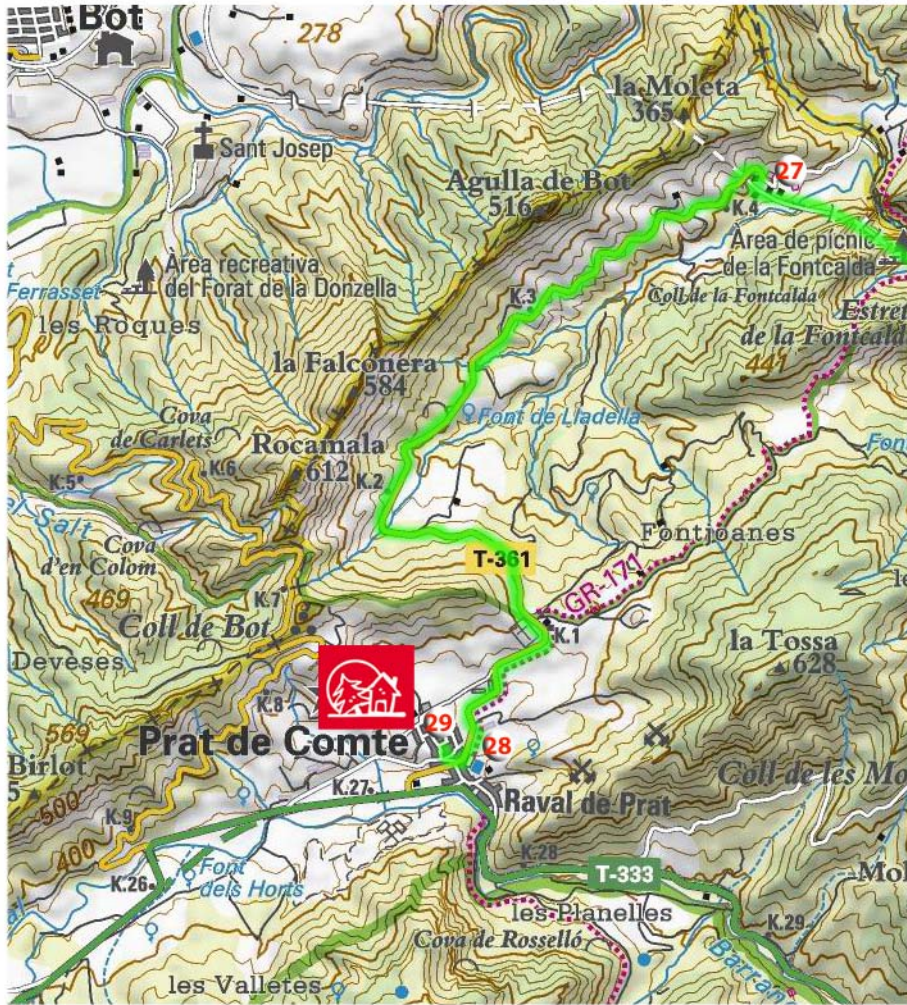 Bot
278
la Moleta
365
Sant Josep
27
Agulla de Bot
516
K.4
Àrea de pícnic
de la Fontcalda
Àrea recreativa
del Forat de la Donzella
Ferrasset
K.3
Coll de la Fontcalda
les Roques
Estret
de la Fontcalda
la Falconera
584
441
Font de Lladella
Cova
de Carlets
Rocamala
612
K.6
K.5
K.2
el Salt
Fontjoanes
Cova
d'en Colom
T-361
GR-171
469
K.7
Coll de Bot
K.1
la Tossa
628
Devèses
K.8
29
569
Prat de Comte
28
Birlot
5
Coll de les Mo
K.27
500
Raval de Prat
K.9
400
K.28
Font
dels Horts
K.26
T-333
Mol
les Planelles
K.29
Cova de Rosselló
Barran
les Valletes